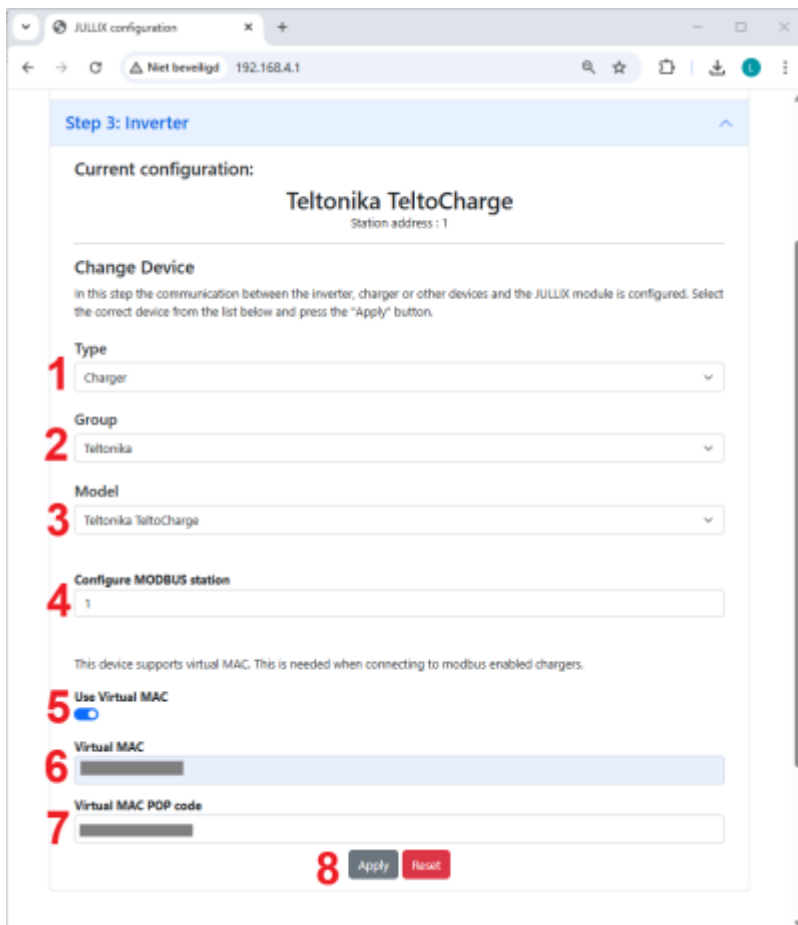 JULLIX configuration
Niet beveiligd 192.168.4.1
L
Step 3: Inverter
Current configuration:
Teltonika TeltoCharge
Station address : 1
Change Device
In this step the communication between the inverter, charger or other devices and the JULLIX module is configured. Select
the correct device from the list below and press the "Apply" button.
Type
1
Charger
Group
2
Teltonika
Model
3
Teltonika TeltoCharge
Configure MODBUS station
4
1
This device supports virtual MAC. This is needed when connecting to modbus enabled chargers.
5
Use Virtual MAC
Virtual MAC
6
Virtual MAC POP code
7
8 Apply Reset